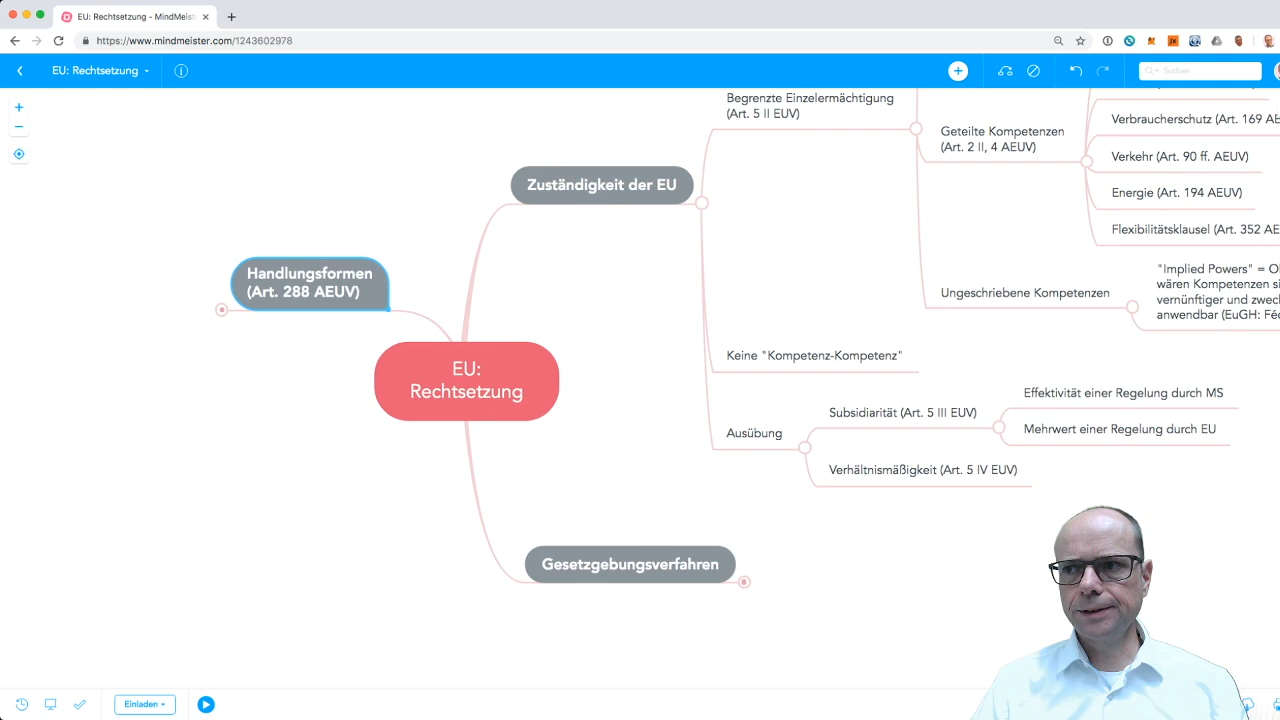 EU: Rechtsetzung - MindMeist
https://www.mindmeister.com/1243602978
EU: Rechtsetzung
Suchen
Begrenzte Einzelermächtigung
(Art. 5 II EUV)
Geteilte Kompetenzen
(Art. 2 II, 4 AEUV)
Verbraucherschutz (Art. 169 Ab
Verkehr (Art. 90 ff. AEUV)
Energie (Art. 194 AEUV)
Flexibilitätsklausel (Art. 352 AE
Zuständigkeit der EU
Handlungsformen
(Art. 288 AEUV)
Ungeschriebene Kompetenzen
"Implied Powers" = O
wären Kompetenzen si
vernünftiger und zwec
anwendbar (EuGH: Féc
EU:
Rechtsetzung
Keine "Kompetenz-Kompetenz"
Ausübung
Subsidiarität (Art. 5 III EUV)
Effektivität einer Regelung durch MS
Mehrwert einer Regelung durch EU
Verhältnismäßigkeit (Art. 5 IV EUV)
Gesetzgebungsverfahren
Einladen